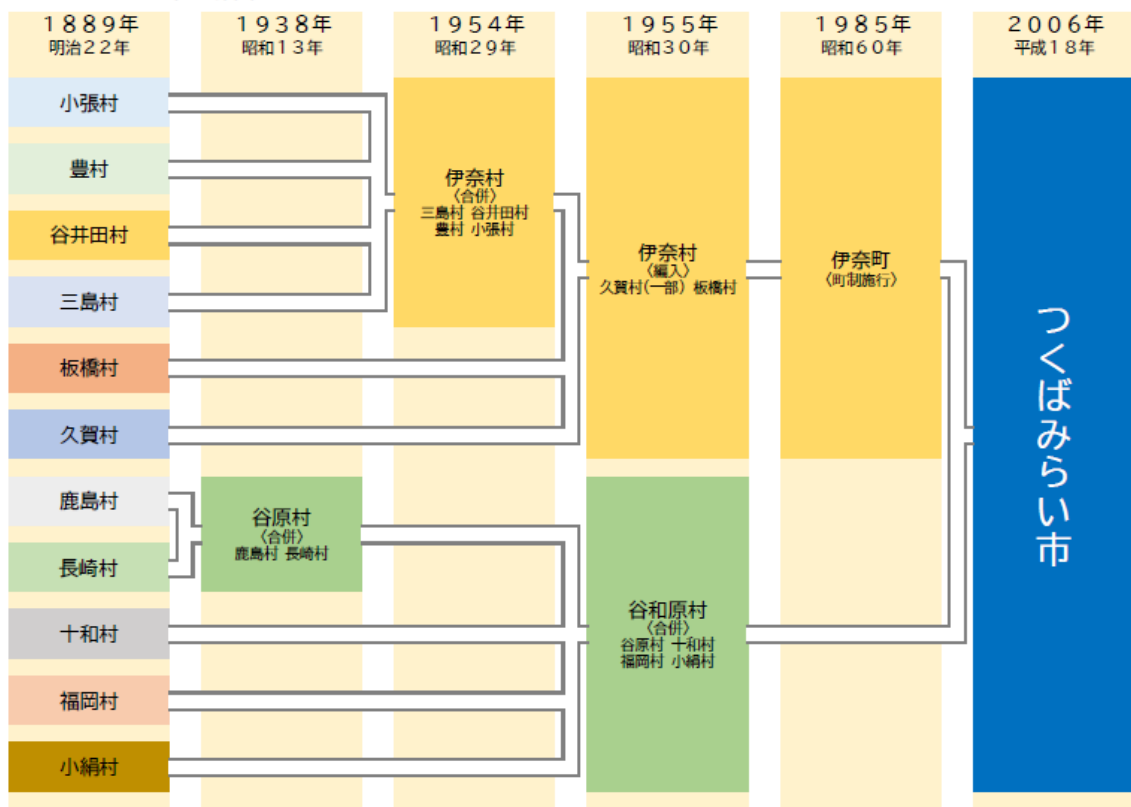 1889年
明治22年
1938年
昭和13年
1954年
昭和29年
1955年
昭和30年
1985年
昭和60年
2006年
平成18年
小張村
豊村
谷井田村
三島村
板橋村
久賀村
鹿島村
長崎村
十和村
福岡村
小絹村
谷原村
〈合併〉
鹿島村 長崎村
伊奈村
〈合併〉
三島村 谷井田村
豊村 小張村
伊奈村
〈編入〉
久賀村(一部) 板橋村
谷和原村
〈合併〉
谷原村 十和村
福岡村 小絹村
伊奈町
〈町制施行〉
つくばみらい市